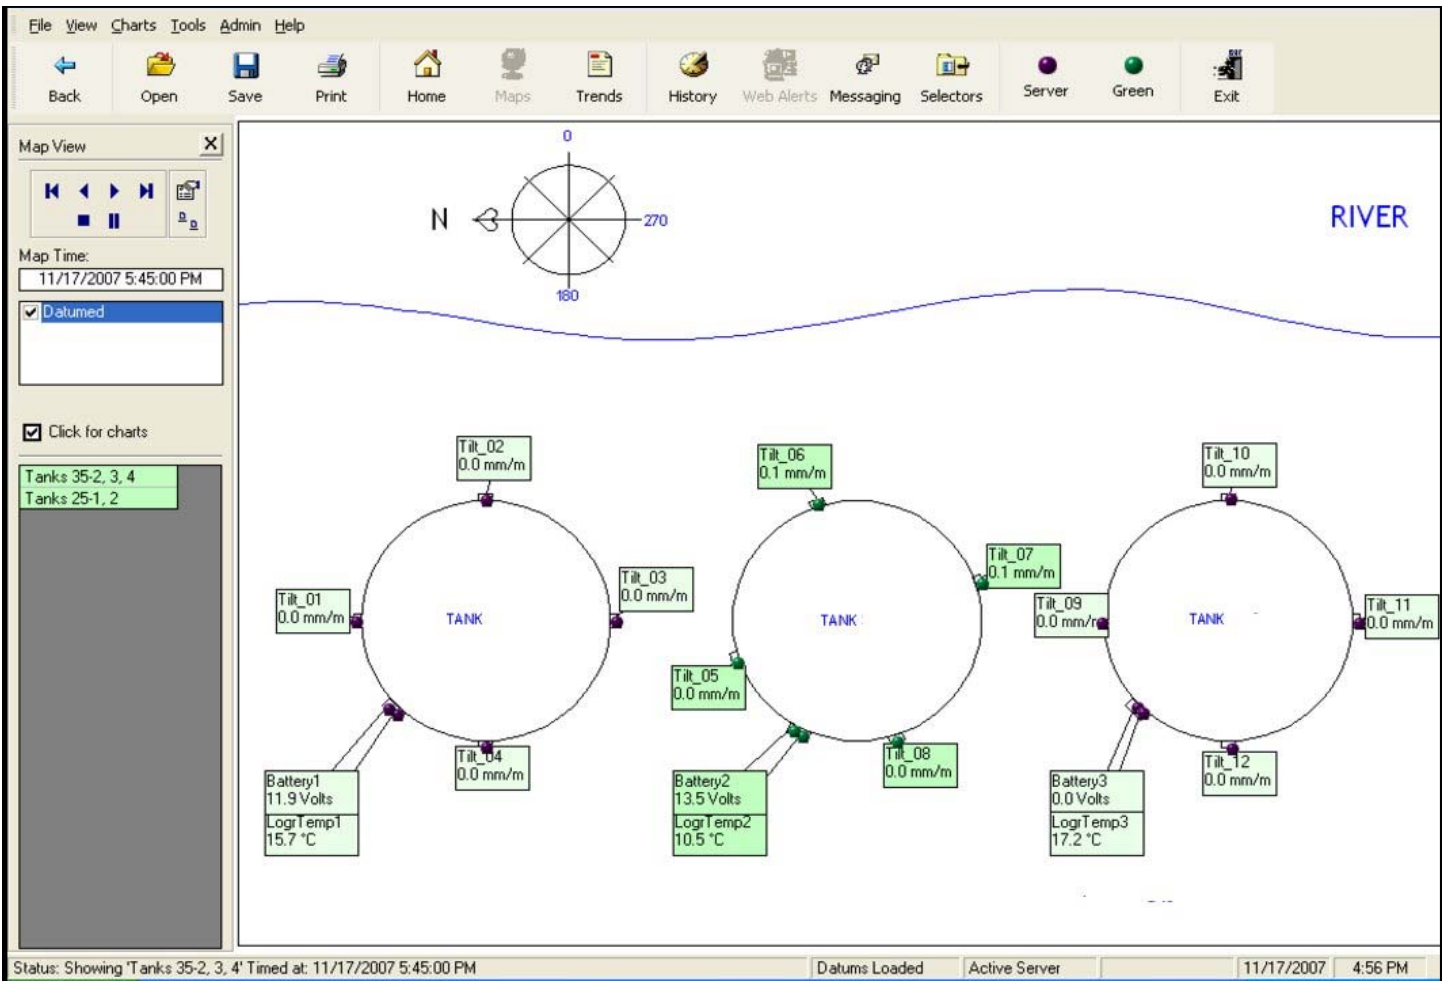 File View Charts Tools Admin Help
Back Open Save Print Home Maps Trends History Web Alerts Messaging Selectors Server Green Exit
Map View
Map Time:
11/17/2007 5:45:00 PM
Datumed
Click for charts
Tanks 35-2, 3, 4
Tanks 25-1, 2
0
N
270
180
RIVER
Tilt_02
0.0 mm/m
Tilt_01
0.0 mm/m
Tilt_03
0.0 mm/m
TANK
Tilt_04
0.0 mm/m
Battery1
11.9 Volts
LogrTemp1
15.7 °C
Tilt_06
0.1 mm/m
Tilt_07
0.1 mm/m
TANK
Tilt_05
0.0 mm/m
Tilt_08
0.0 mm/m
Battery2
13.5 Volts
LogrTemp2
10.5 °C
Tilt_10
0.0 mm/m
Tilt_09
0.0 mm/
Tilt_11
0.0 mm/m
TANK
Tilt_12
0.0 mm/m
Battery3
0.0 Volts
LogrTemp3
17.2 °C
Status: Showing 'Tanks 35-2, 3, 4' Timed at: 11/17/2007 5:45:00 PM
Datums Loaded
Active Server
11/17/2007
4:56 PM